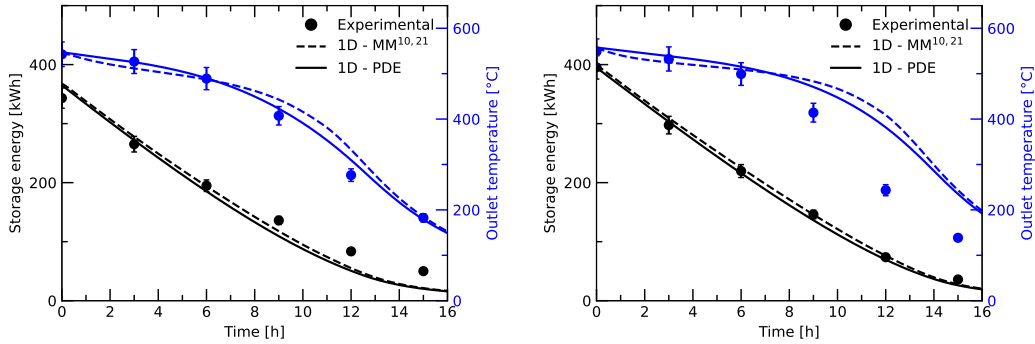 Experimental
1D - MM10, 21
1D - PDE
Storage energy [kWh]
400
200
0
600
400
200
0
Outlet temperature [°C]
0 2 4 6 8 10 12 14 16
Time [h]
Experimental
1D - MM10, 21
1D - PDE
Storage energy [kWh]
400
200
0
600
400
200
0
Outlet temperature [°C]
0 2 4 6 8 10 12 14 16
Time [h]